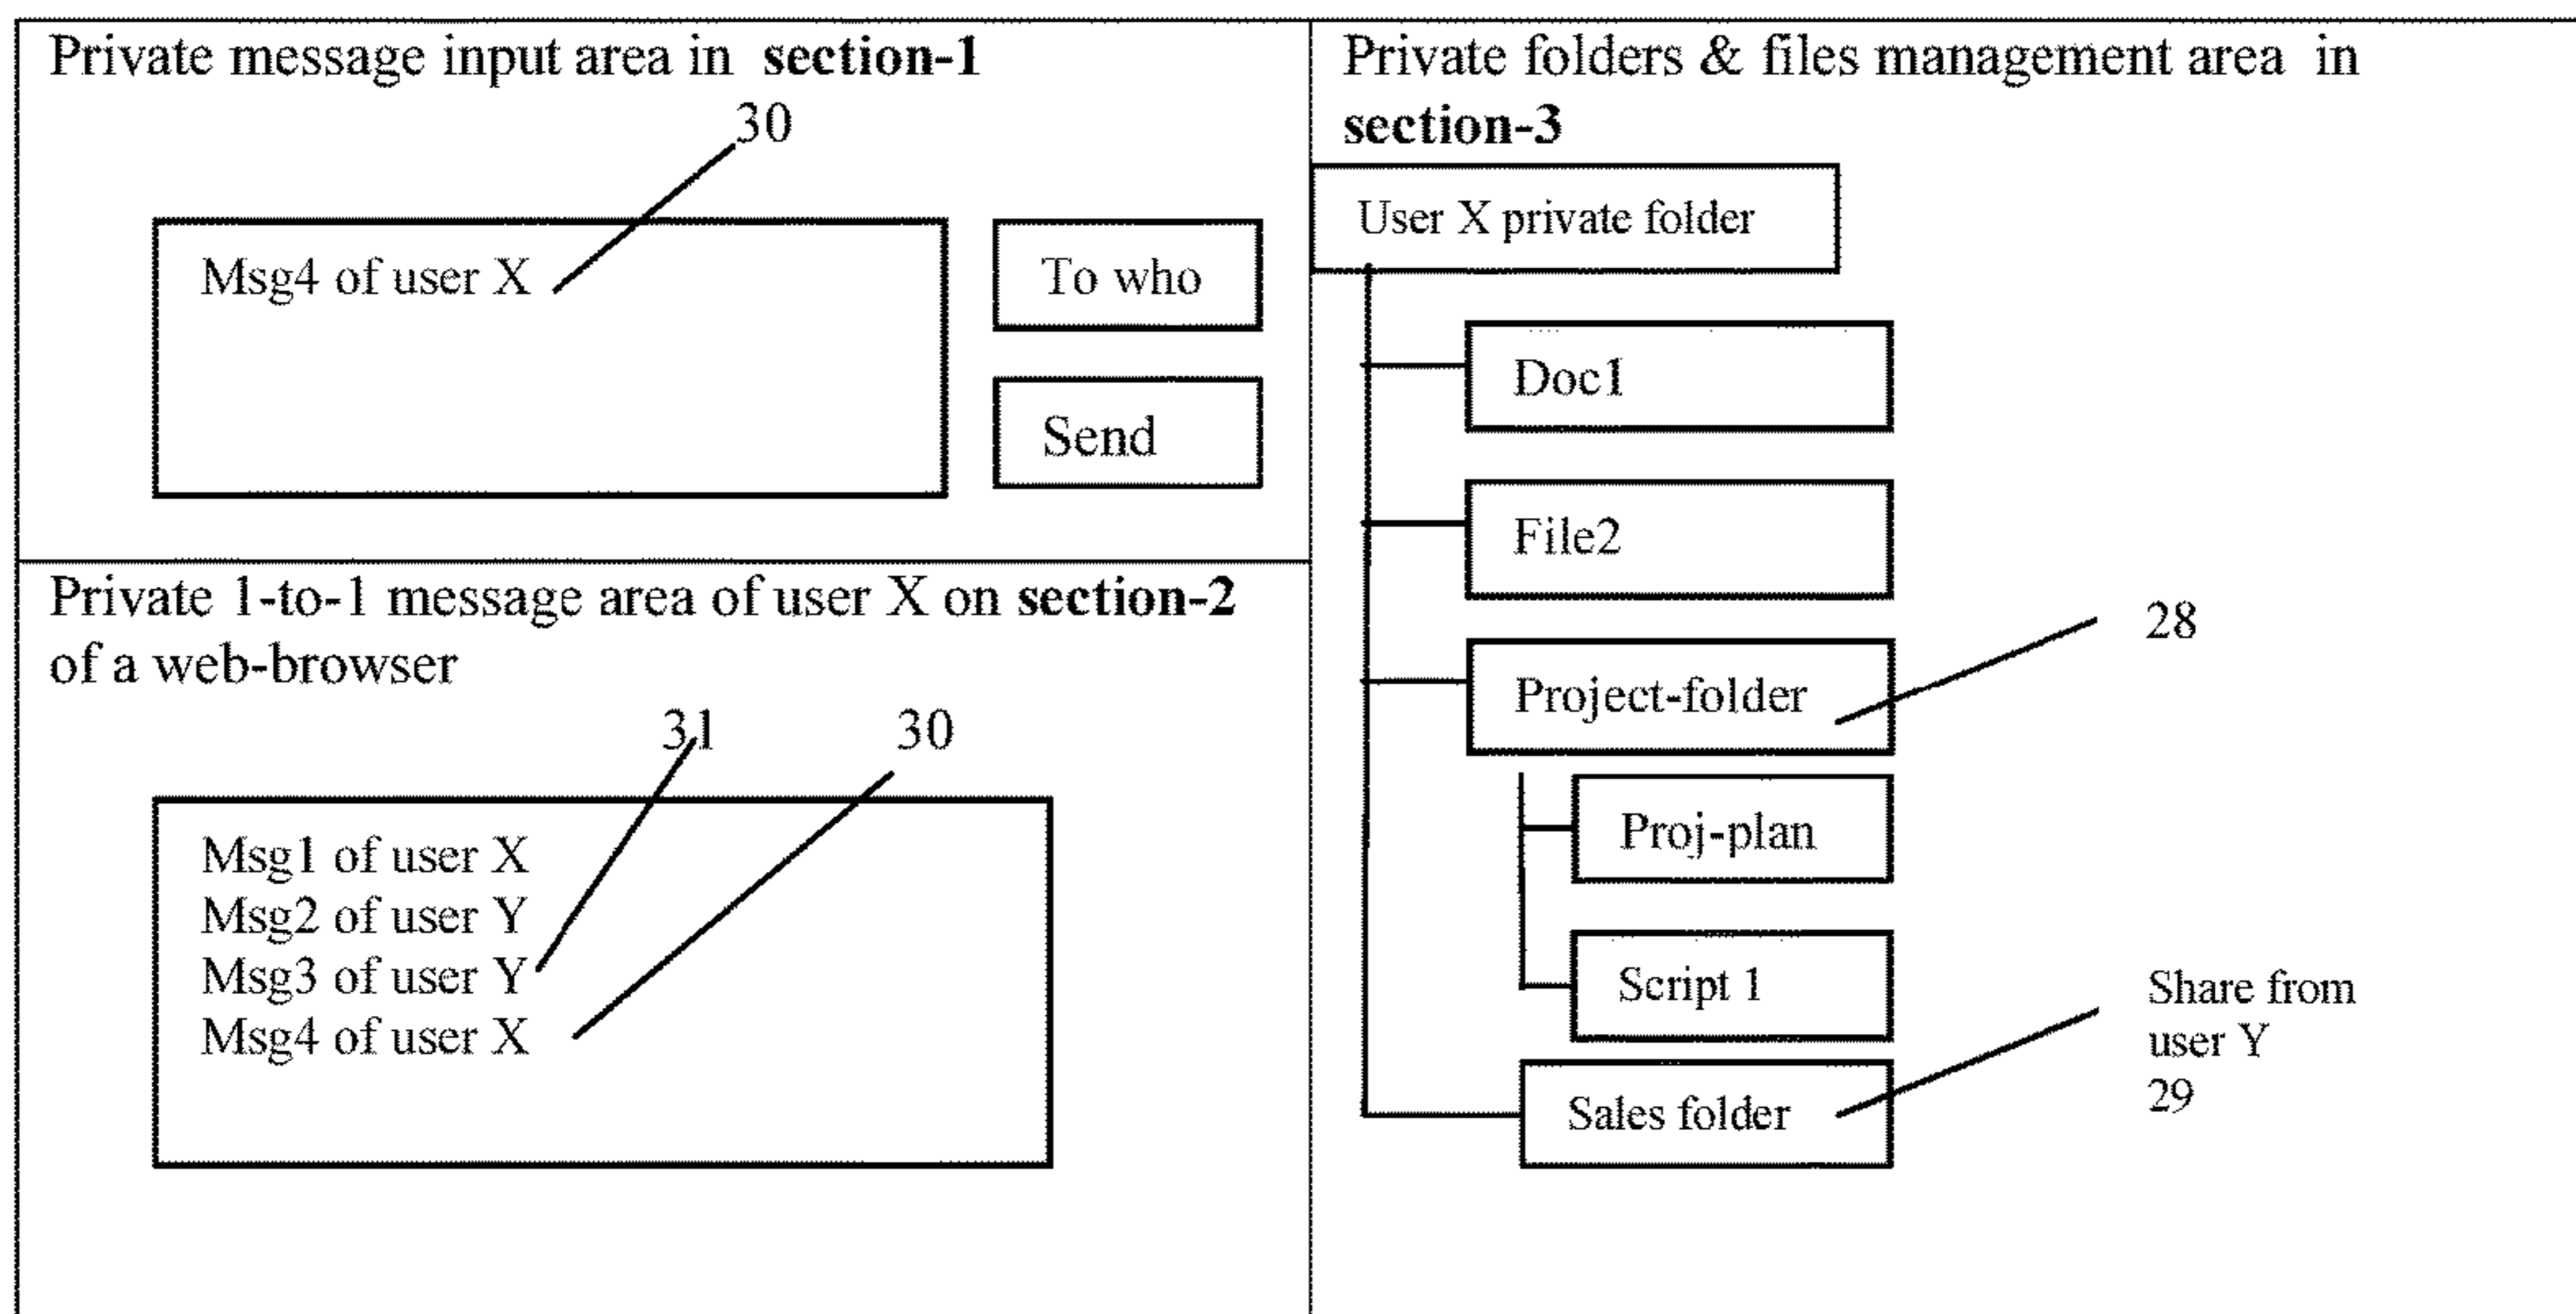 Private message input area in section-1
30
Msg4 of user X
To who
Send
Private 1-to-1 message area of user X on section-2
of a web-browser
31
30
Msg1 of user X
Msg2 of user Y
Msg3 of user Y
Msg4 of user X
Private folders & files management area in
section-3
User X private folder
Doc1
File2
Project-folder
28
Proj-plan
Script 1
Sales folder
Share from
user Y
29